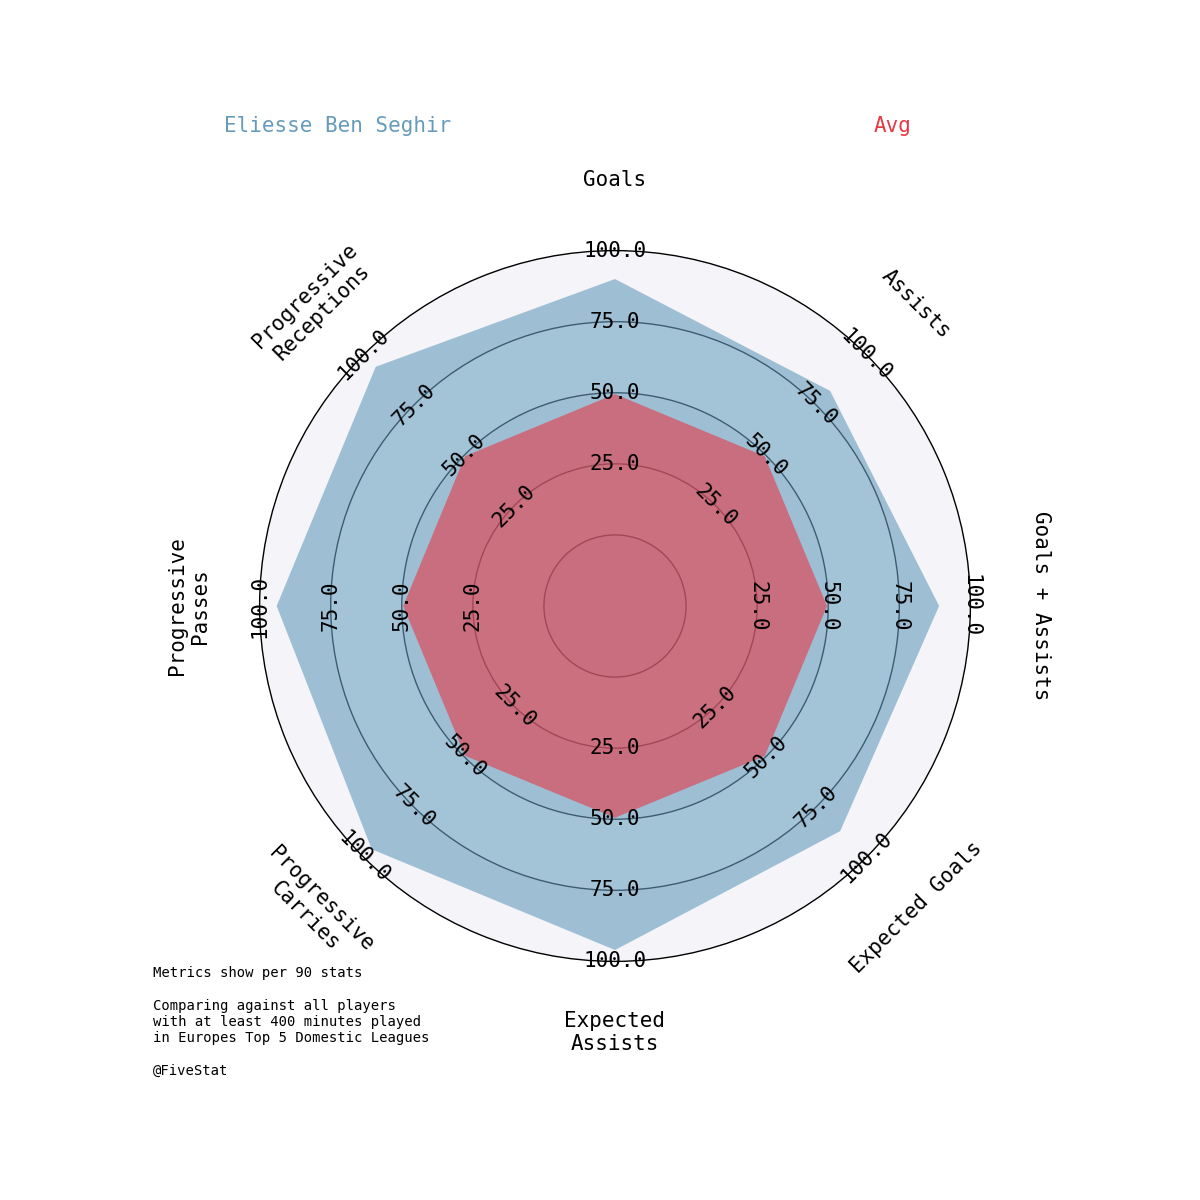 Eliesse Ben Seghir
Avg
Goals
Assists
Goals + Assists
Expected Goals
Expected
Assists
Progressive
Carries
Progressive
Passes
Progressive
Receptions
25.0
50.0
75.0
100.0
25.0
50.0
75.0
100.0
25.0
50.0
75.0
100.0
25.0
50.0
75.0
100.0
25.0
50.0
75.0
100.0
25.0
50.0
75.0
100.0
25.0
50.0
75.0
100.0
25.0
50.0
75.0
100.0
Metrics show per 90 stats
Comparing against all players
with at least 400 minutes played
in Europes Top 5 Domestic Leagues
@FiveStat